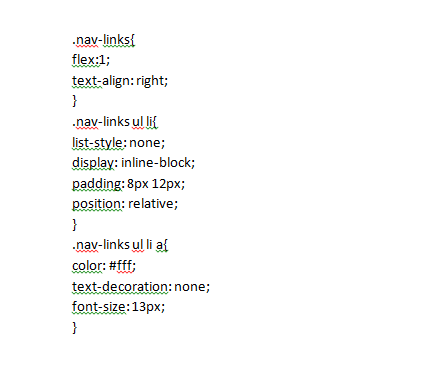 .nav-links{
flex:1;
text-align: right;
}
.nav-links ul li{
list-style: none;
display: inline-block;
padding: 8px 12px;
position: relative;
}
.nav-links ul li a{
color: #fff;
text-decoration: none;
font-size: 13px;
}